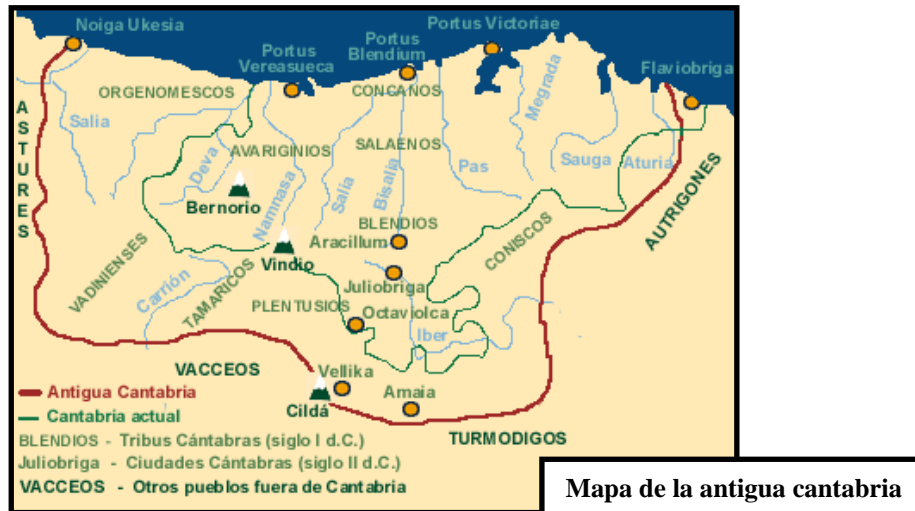 Noiga Ukesia
Portus Vereasueca
Portus Blendium
Portus Victoriae
Flaviobriga
ORGENOMESCOS
CONCANOS
ASTURES
Salia
Deva
AVARIGINIOS
SALAENOS
Megrada
Pas
Sauga
Aturia
Bernorio
Namnasa
Salia
Bisalia
AUTRIGONES
BLENDIOS
Aracillum
CONISCOS
Vindio
VADINIENSES
Carrión
TAMARICOS
Juliobriga
PLENTUSIOS
Octaviolca
Iber
VACCEOS
Vellika
Amaia
Cildá
TURMODIGOS
Antigua Cantabria
Cantabria actual
BLENDIOS - Tribus Cántabras (siglo I d.C.)
Juliobriga - Ciudades Cántabras (siglo II d.C.)
VACCEOS - Otros pueblos fuera de Cantabria
Mapa de la antigua cantabria